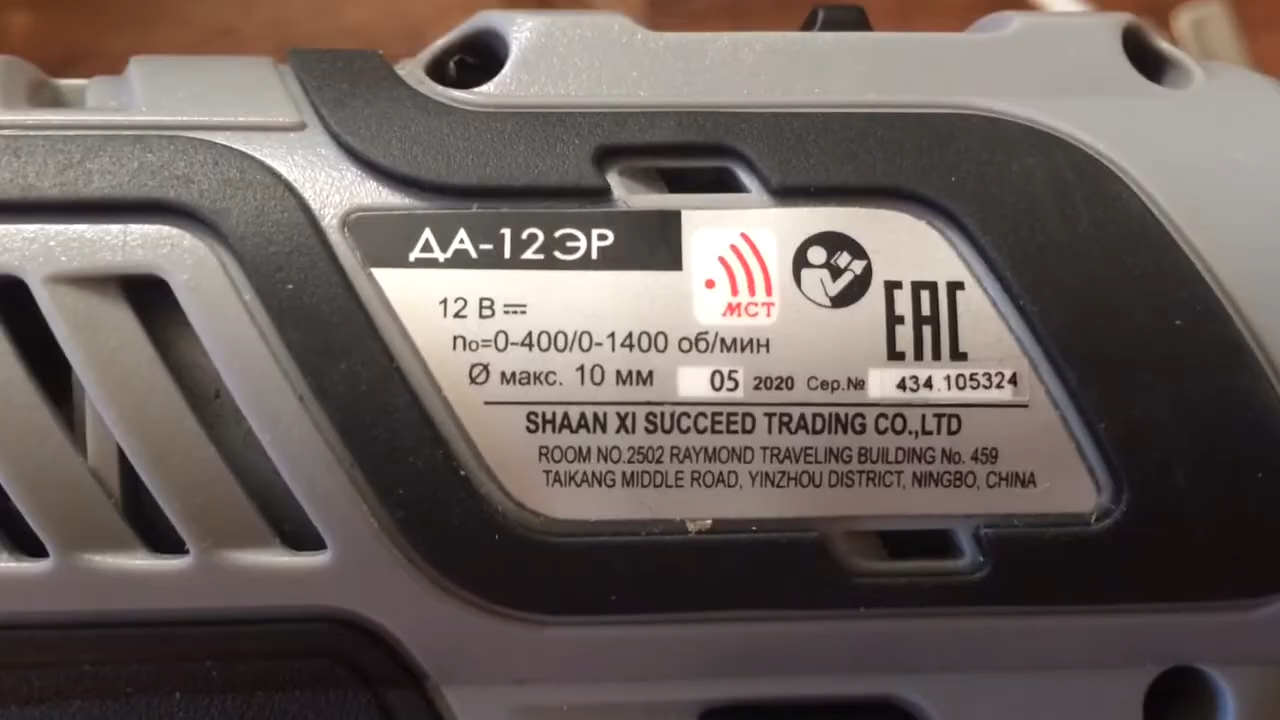 ДА-12ЭР
МСТ
EAC
12 В
n₀=0-400/0-1400 об/мин
Ø макс. 10 мм
05 2020 Сер.№ 434.105324
SHAAN XI SUCCEED TRADING CO.,LTD
ROOM NO.2502 RAYMOND TRAVELING BUILDING No. 459
TAIKANG MIDDLE ROAD, YINZHOU DISTRICT, NINGBO, CHINA